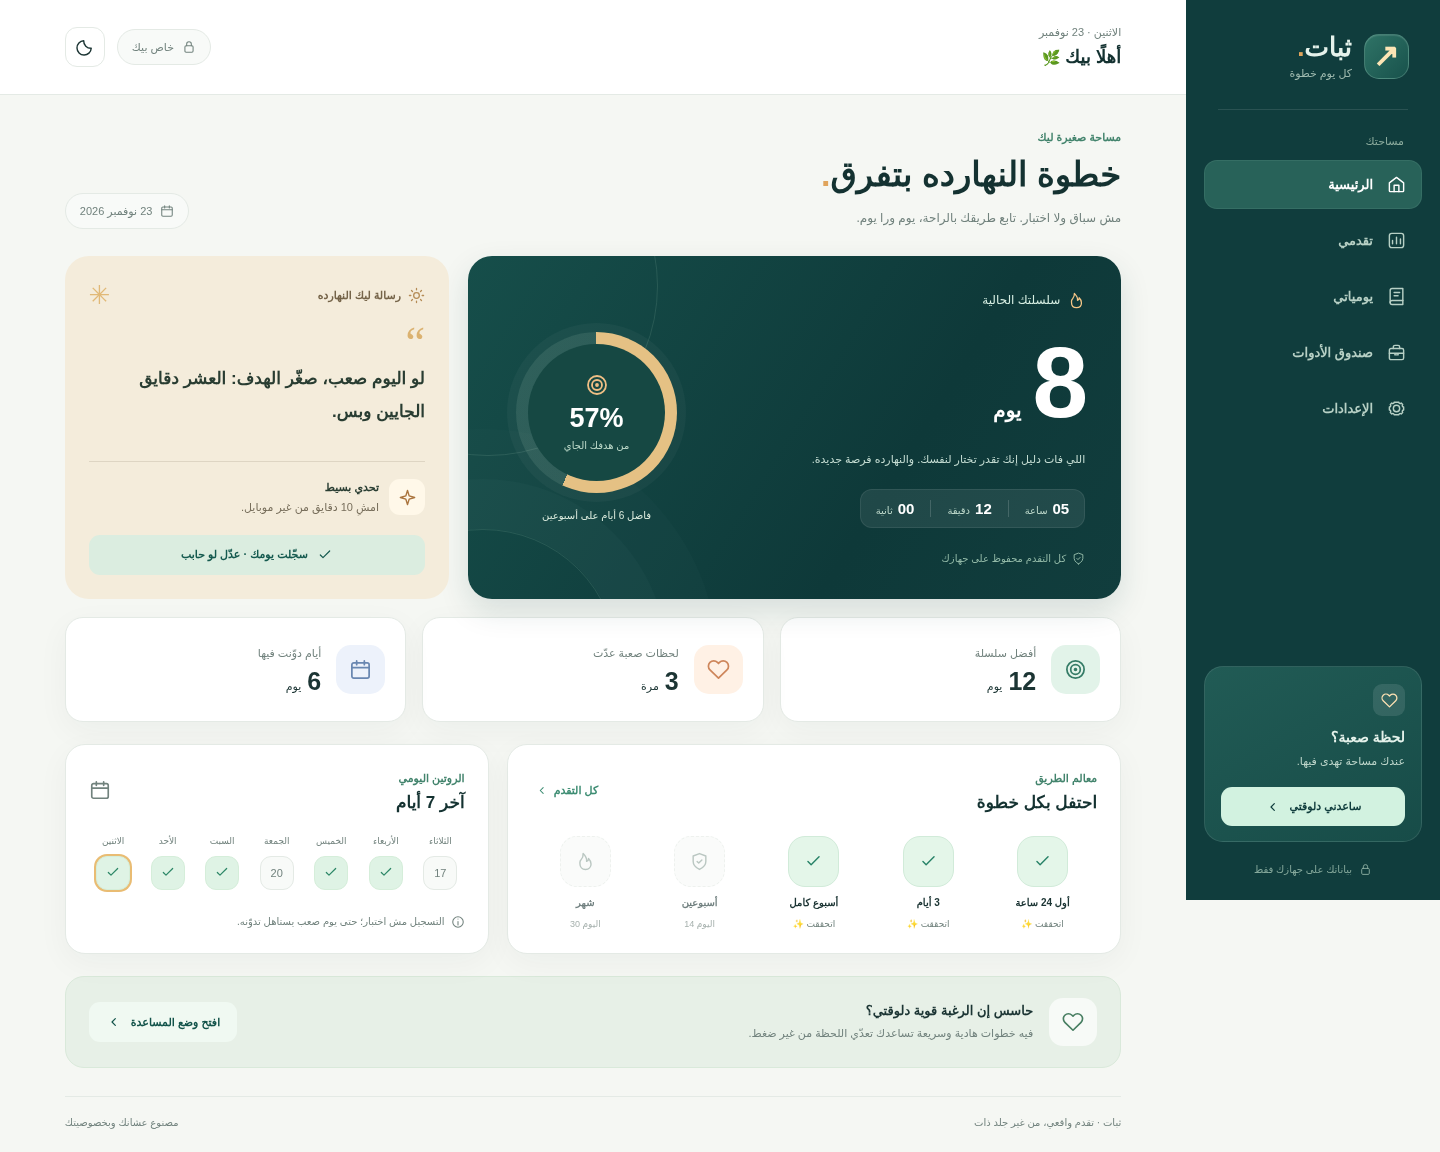 ثبات.
كل يوم خطوة
مساحتك
الرئيسية
تقدمي
يومياتي
صندوق الأدوات
الإعدادات
لحظة صعبة؟
عندك مساحة تهدى فيها.
ساعدني دلوقتي
بياناتك على جهازك فقط
الاثنين · 23 نوفمبر
أهلًا بيك 🌿
خاص بيك
مساحة صغيرة ليك
خطوة النهارده بتفرق.
مش سباق ولا اختبار. تابع طريقك بالراحة، يوم ورا يوم.
23 نوفمبر 2026
سلسلتك الحالية
8 يوم
اللي فات دليل إنك تقدر تختار لنفسك. والنهارده فرصة جديدة.
05 ساعة 12 دقيقة 00 ثانية
كل التقدم محفوظ على جهازك
57%
من هدفك الجاي
فاضل 6 أيام على أسبوعين
رسالة ليك النهارده
“
لو اليوم صعب، صغّر الهدف: العشر دقايق
الجايين وبس.
تحدي بسيط
امشِ 10 دقايق من غير موبايل.
سجّلت يومك · عدّل لو حابب
أفضل سلسلة
12 يوم
لحظات صعبة عدّت
3 مرة
أيام دوّنت فيها
6 يوم
معالم الطريق
احتفل بكل خطوة
كل التقدم
أول 24 ساعة
اتحققت ✨
3 أيام
اتحققت ✨
أسبوع كامل
اتحققت ✨
أسبوعين
اليوم 14
شهر
اليوم 30
الروتين اليومي
آخر 7 أيام
الثلاثاء الأربعاء الخميس الجمعة السبت الأحد الاثنين
17 20
التسجيل مش اختبار؛ حتى يوم صعب يستاهل تدوّنه.
حاسس إن الرغبة قوية دلوقتي؟
فيه خطوات هادية وسريعة تساعدك تعدّي اللحظة من غير ضغط.
افتح وضع المساعدة
ثبات · تقدم واقعي، من غير جلد ذات
مصنوع عشانك وبخصوصيتك